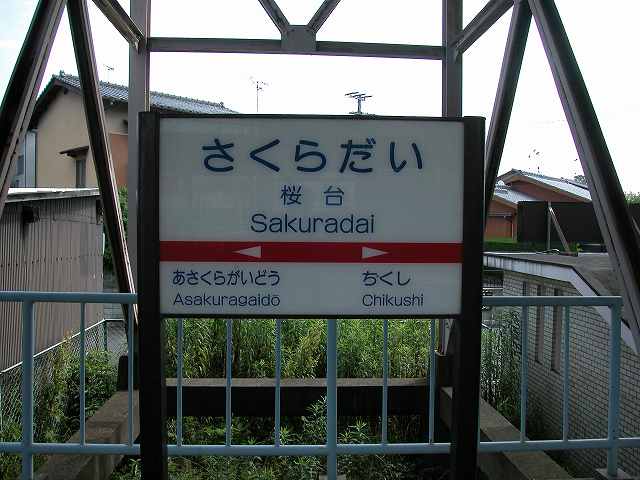 さくらだい
桜台
Sakuradai
あさくらがいどう ちくし
Asakuragaidō Chikushi